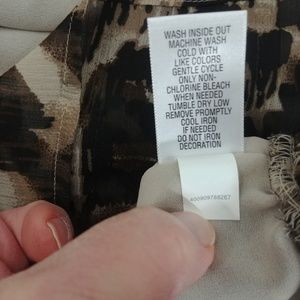 WASH INSIDE OUT
MACHINE WASH
COLD WITH
LIKE COLORS
GENTLE CYCLE
ONLY NON-
CHLORINE BLEACH
WHEN NEEDED
TUMBLE DRY LOW
REMOVE PROMPTLY
COOL IRON
IF NEEDED
DO NOT IRON
DECORATION
400909788267